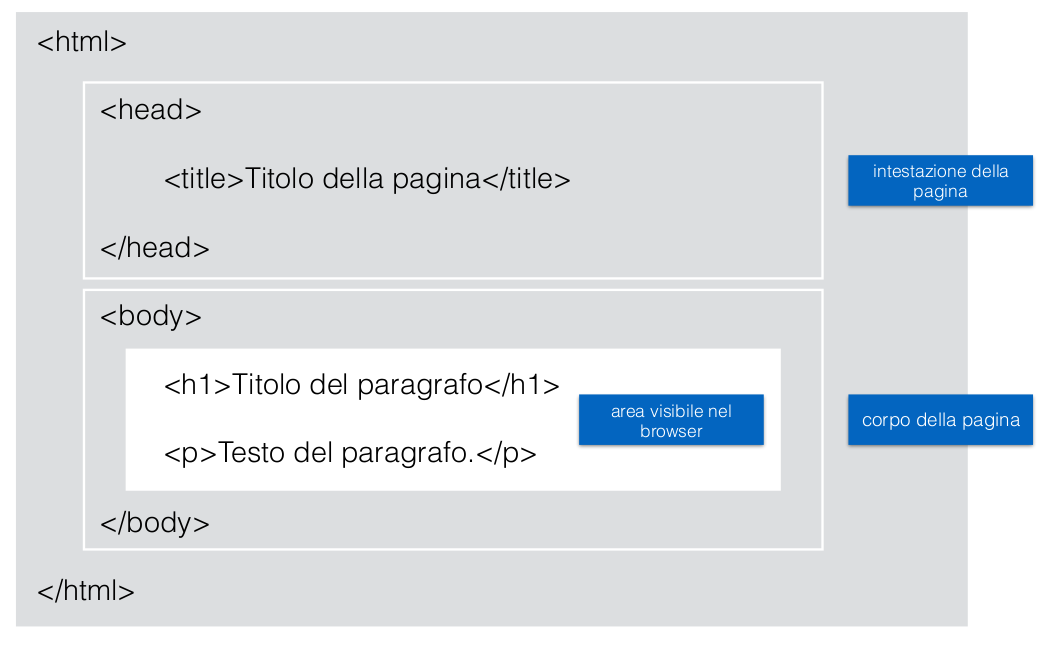 <html>
<head>
<title>Titolo della pagina</title>
intestazione della
pagina
</head>
<body>
<h1>Titolo del paragrafo</h1>
area visibile nel
browser
corpo della pagina
<p>Testo del paragrafo.</p>
</body>
</html>